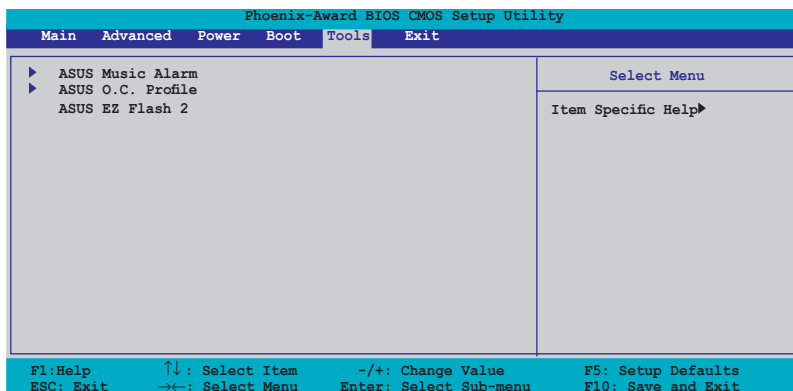 Phoenix-Award BIOS CMOS Setup Utility
Main Advanced Power Boot Tools Exit
ASUS Music Alarm
ASUS O.C. Profile
ASUS EZ Flash 2
Select Menu
Item Specific Help▶
F1:Help ↑↓: Select Item -/+: Change Value F5: Setup Defaults
ESC: Exit →←: Select Menu Enter: Select Sub-menu F10: Save and Exit